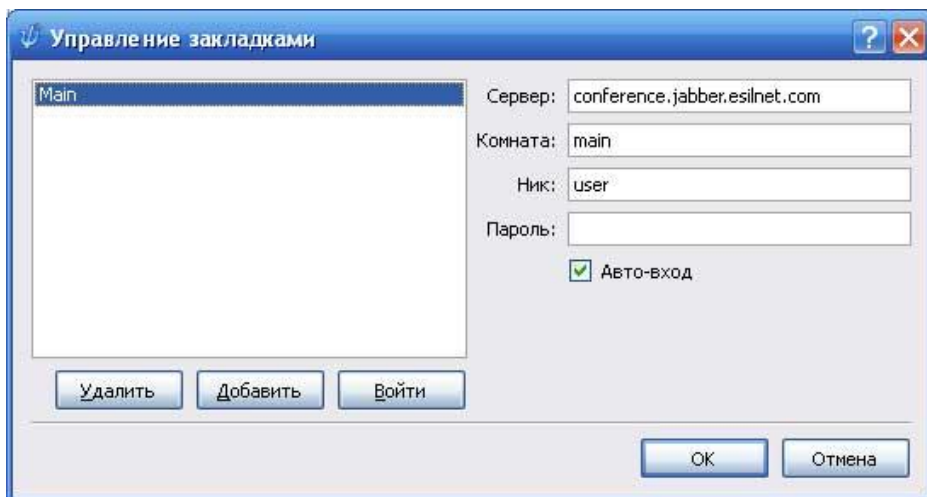 Управление закладками
Main
Сервер: conference.jabber.esilnet.com
Комната: main
Ник: user
Пароль:
Авто-вход
Удалить Добавить Войти
OK Отмена